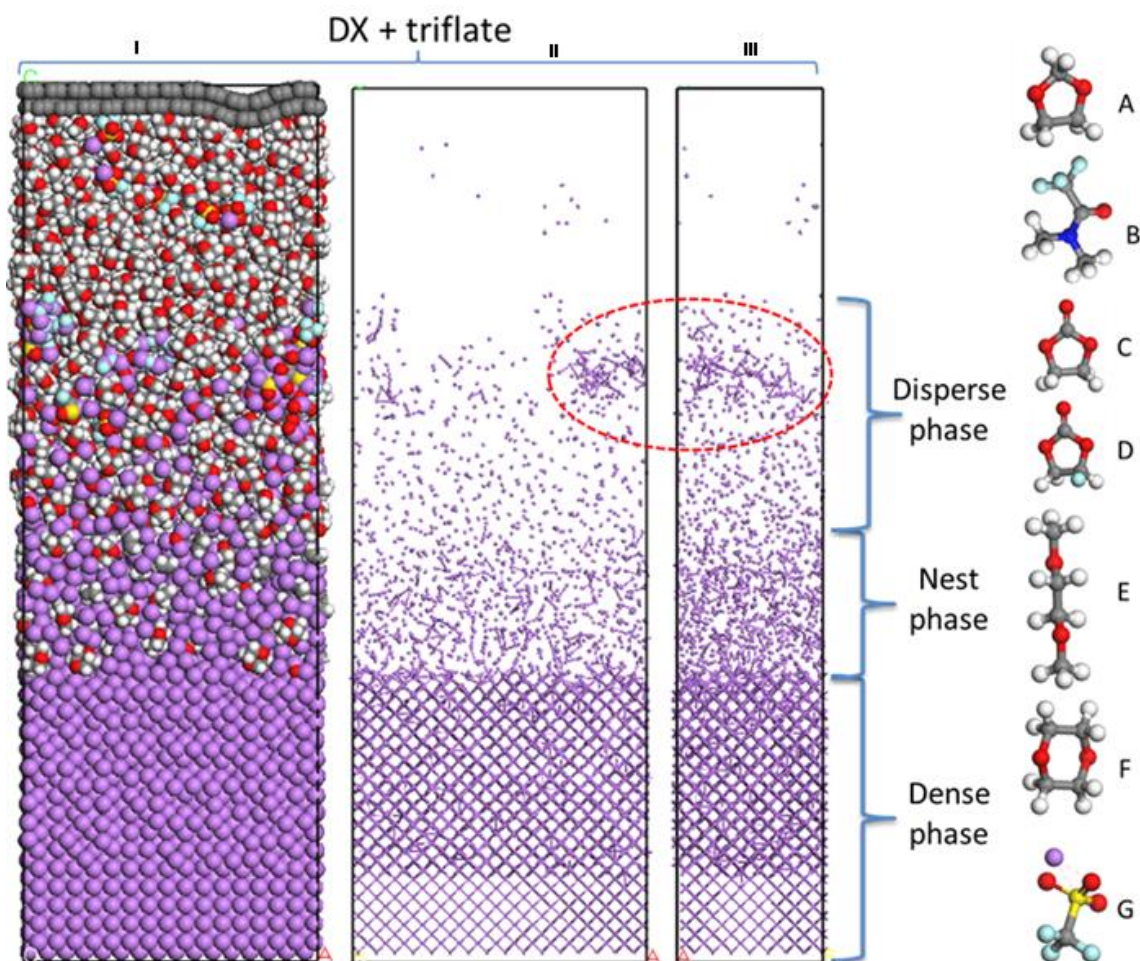 DX + triflate
I
II
III
A
B
C
D
E
F
G
Disperse
phase
Nest
phase
Dense
phase
A
A
A